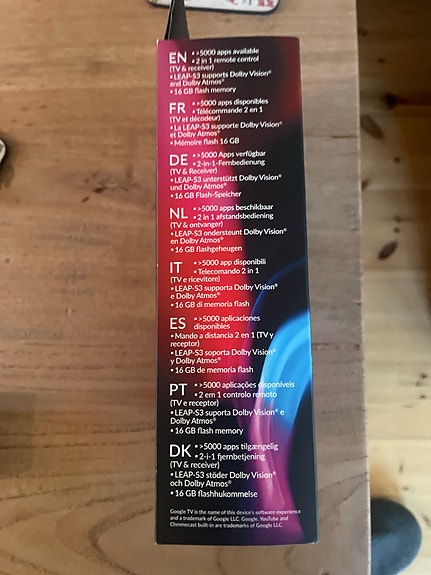 EN • >5000 apps available
• 2 in 1 remote control
(TV & receiver)
• LEAP-S3 supports Dolby Vision®
and Dolby Atmos®
• 16 GB flash memory
FR • >5000 apps disponibles
• Télécommande 2 en 1
(TV et décodeur)
• La LEAP-S3 supporte Dolby Vision®
et Dolby Atmos®
• Mémoire flash 16 GB
DE • >5000 Apps verfügbar
• 2-in-1-Fernbedienung
(TV & Receiver)
• LEAP-S3 unterstützt Dolby Vision®
und Dolby Atmos®
• 16 GB Flash-Speicher
NL • >5000 apps beschikbaar
• 2 in 1 afstandsbediening
(TV & ontvanger)
• LEAP-S3 ondersteunt Dolby Vision®
en Dolby Atmos®
• 16 GB flashgeheugen
IT • >5000 app disponibili
• Telecomando 2 in 1
(TV e ricevitore)
• LEAP-S3 supporta Dolby Vision®
e Dolby Atmos®
• 16 GB di memoria flash
ES • >5000 aplicaciones
disponibles
• Mando a distancia 2 en 1 (TV y
receptor)
• LEAP-S3 soporta Dolby Vision®
y Dolby Atmos®
• 16 GB de memoria flash
PT • >5000 aplicações disponíveis
• 2 em 1 controlo remoto
(TV e receptor)
• LEAP-S3 suporta Dolby Vision® e
Dolby Atmos®
• 16 GB flash memory
DK • >5000 apps tilgængelig
• 2-i-1 fjernbetjening
(TV & receiver)
• LEAP-S3 stöder Dolby Vision®
och Dolby Atmos®
• 16 GB flashhukommelse
Google TV is the name of this device's software experience
and a trademark of Google LLC. Google, YouTube and
Chromecast built-in are trademarks of Google LLC.